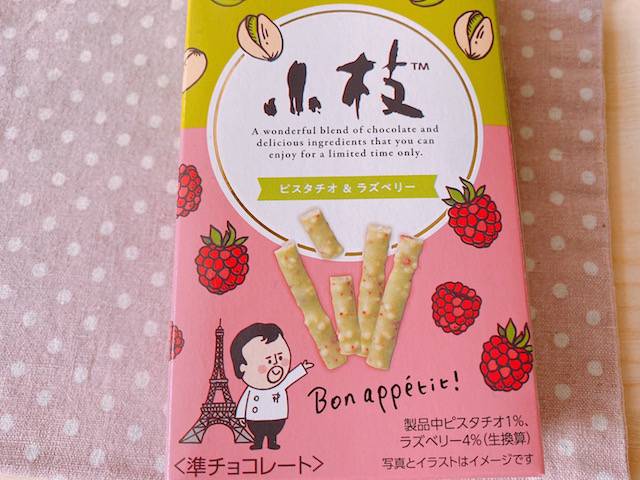 小枝™
A wonderful blend of chocolate and
delicious ingredients that you can
enjoy for a limited time only.
ピスタチオ & ラズベリー
Bon appétit!
製品中ピスタチオ1%、
ラズベリー4%(生換算)
<準チョコレート>
写真とイラストはイメージです